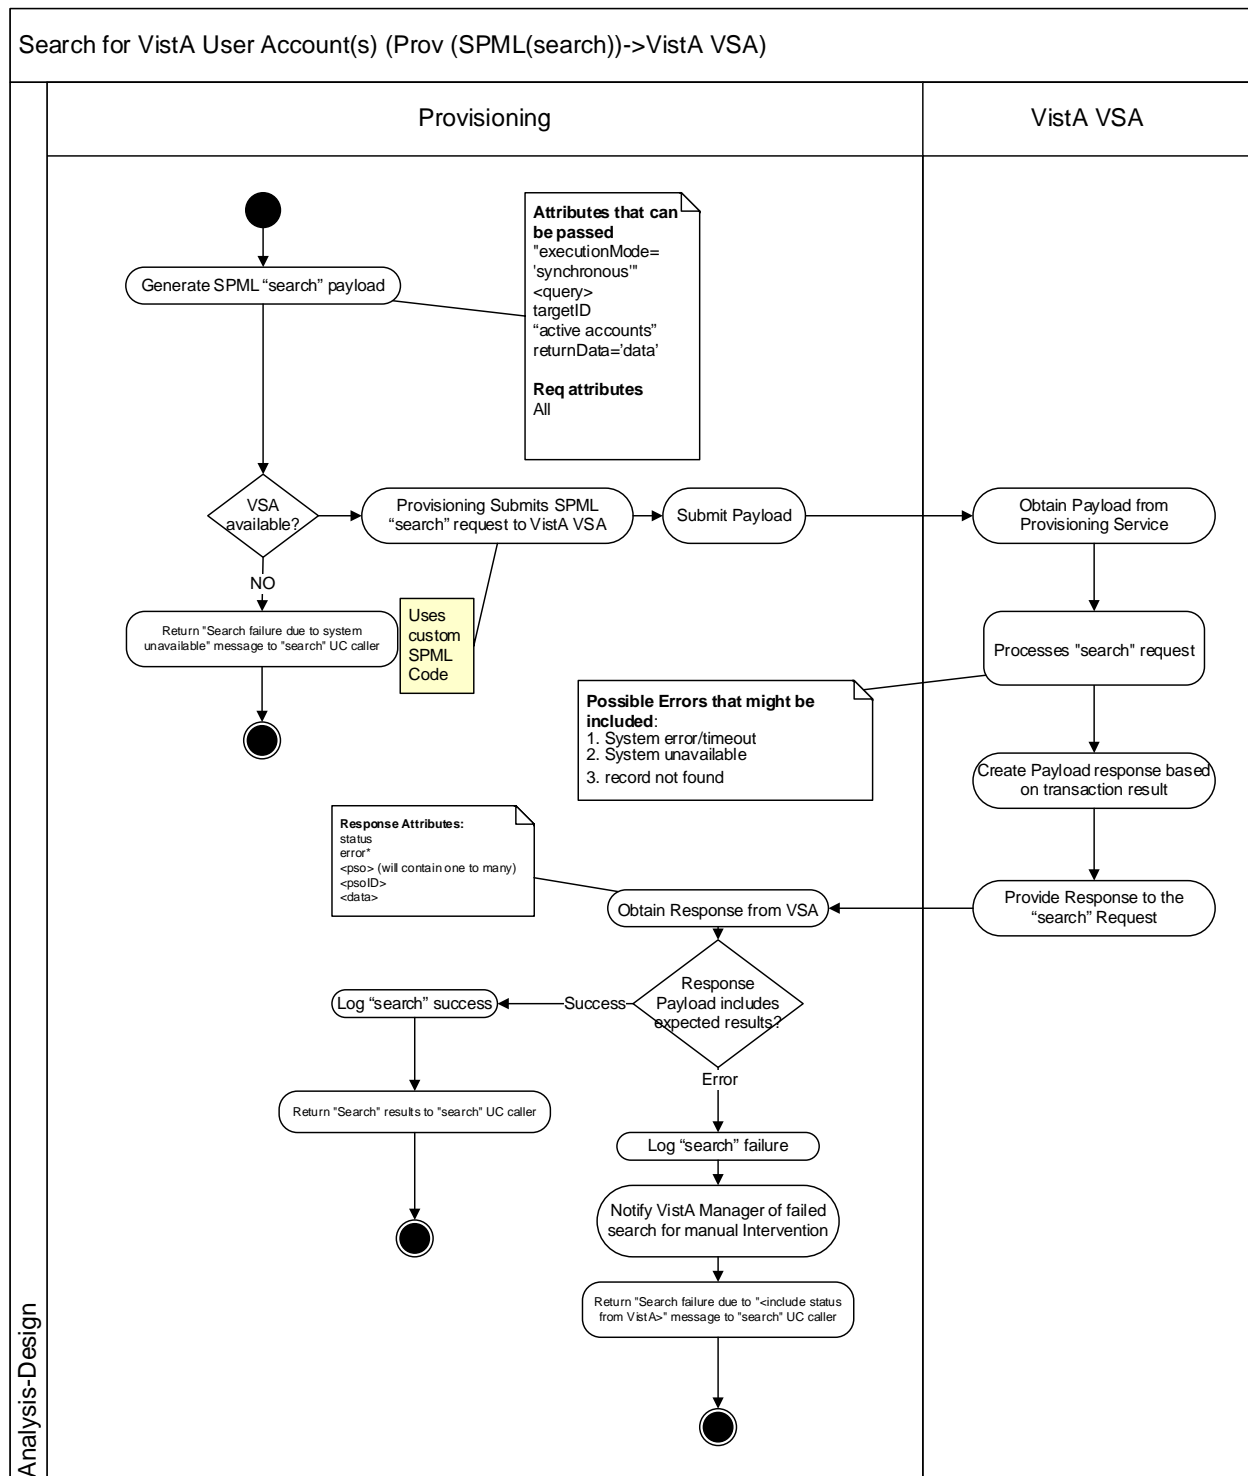 Search for VistA User Account(s) (Prov (SPML(search))->VistA VSA)
Provisioning
VistA VSA
Attributes that can
be passed
"executionMode=
'synchronous'"
<query>
targetID
“active accounts”
returnData=’data’
Req attributes
All
Generate SPML “search” payload
VSA
available?
Provisioning Submits SPML
“search” request to VistA VSA
Submit Payload
Obtain Payload from
Provisioning Service
NO
Return "Search failure due to system
unavailable" message to "search" UC caller
Uses
custom
SPML
Code
Processes "search" request
Possible Errors that might be
included:
1. System error/timeout
2. System unavailable
3. record not found
Create Payload response based
on transaction result
Response Attributes:
status
error*
<pso> (will contain one to many)
<psoID>
<data>
Obtain Response from VSA
Provide Response to the
“search” Request
Response
Payload includes
expected results?
Success
Log “search” success
Error
Return "Search" results to "search" UC caller
Log “search” failure
Notify VistA Manager of failed
search for manual Intervention
Return "Search failure due to "<include status
from VistA>" message to "search" UC caller
Analysis-Design